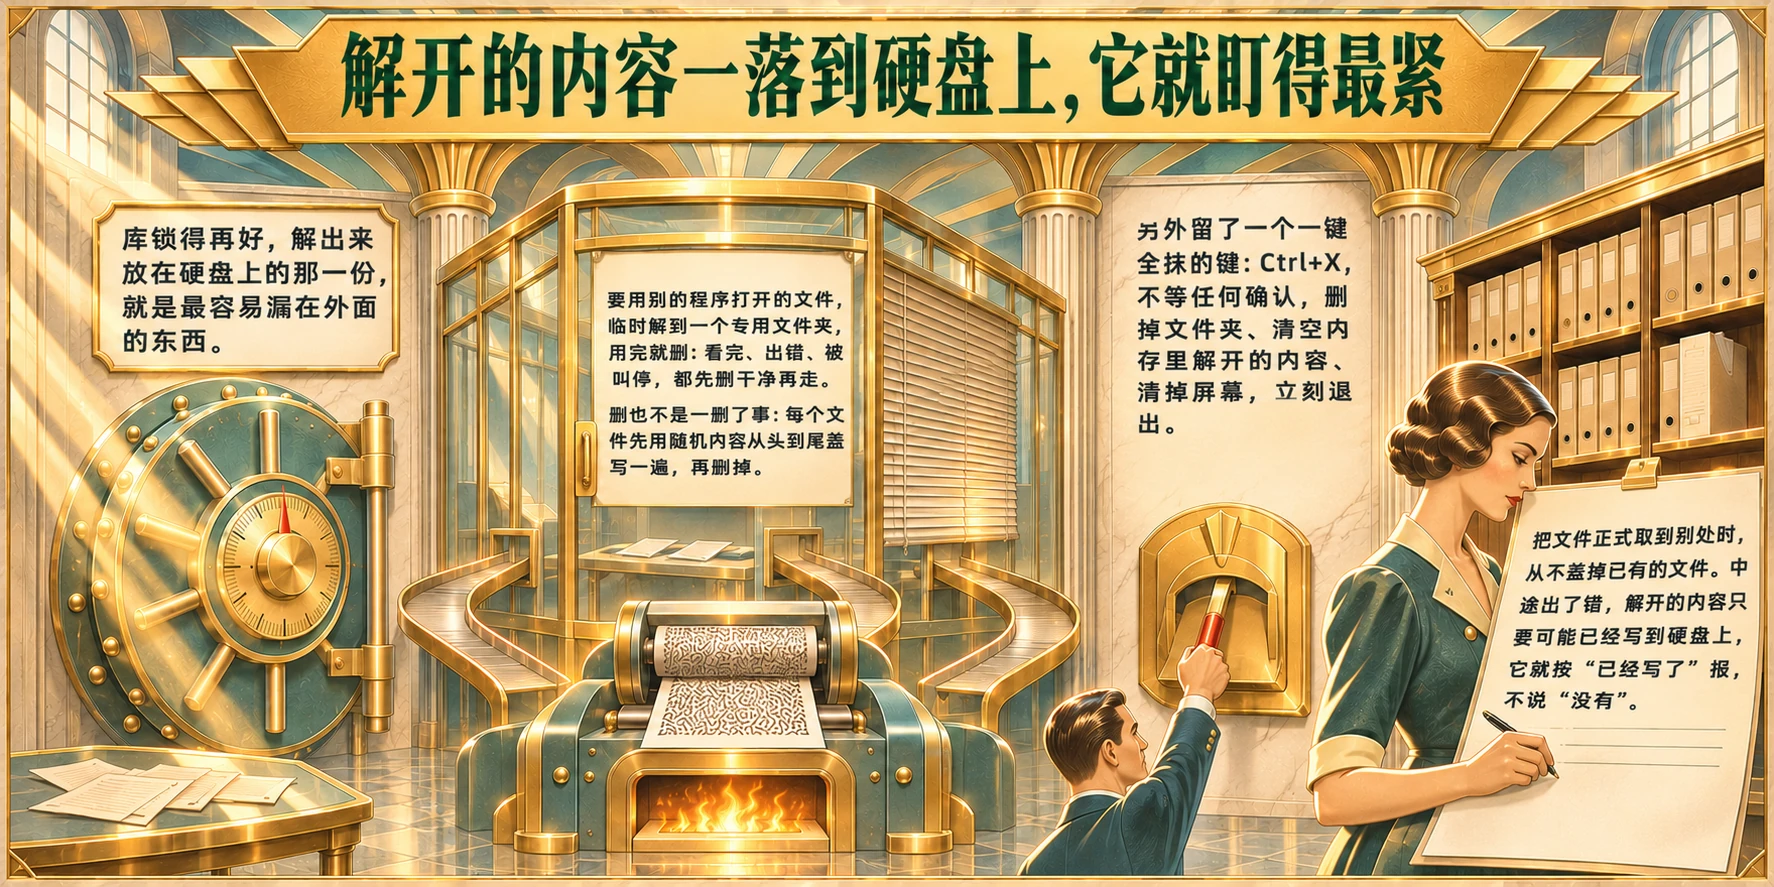 解开的内容一落到硬盘上，它就盯得最紧
库锁得再好，解出来
放在硬盘上的那一份，
就是最容易漏在外面
的东西。
要用别的程序打开的文件，
临时解到一个专用文件夹，
用完就删：看完、出错、被
叫停，都先删干净再走。
删也不是一删了事：每个文
件先用随机内容从头到尾盖
写一遍，再删掉。
另外留了一个一键
全抹的键：Ctrl+X，
不等任何确认，删
掉文件夹、清空内
存里解开的内容、
清掉屏幕，立刻退
出。
把文件正式取到别处时，
从不盖掉已有的文件。中
途出了错，解开的内容只
要可能已经写到硬盘上，
它就按“已经写了”报，
不说“没有”。